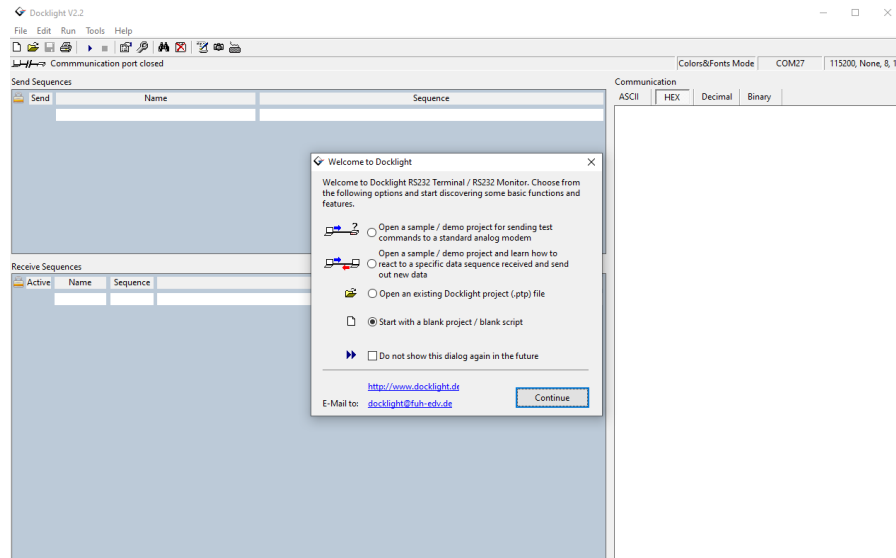 Docklight V2.2
File Edit Run Tools Help
Commmunication port closed
Colors&Fonts Mode COM27 115200, None, 8, 1
Send Sequences
Send Name Sequence
Communication
ASCII HEX Decimal Binary
Welcome to Docklight
Welcome to Docklight RS232 Terminal / RS232 Monitor. Choose from
the following options and start discovering some basic functions and
features.
Open a sample / demo project for sending test
commands to a standard analog modem
Open a sample / demo project and learn how to
react to a specific data sequence received and send
out new data
Open an existing Docklight project (.ptp) file
Start with a blank project / blank script
Do not show this dialog again in the future
http://www.docklight.de
E-Mail to: docklight@fuh-edv.de
Continue
Receive Sequences
Active Name Sequence